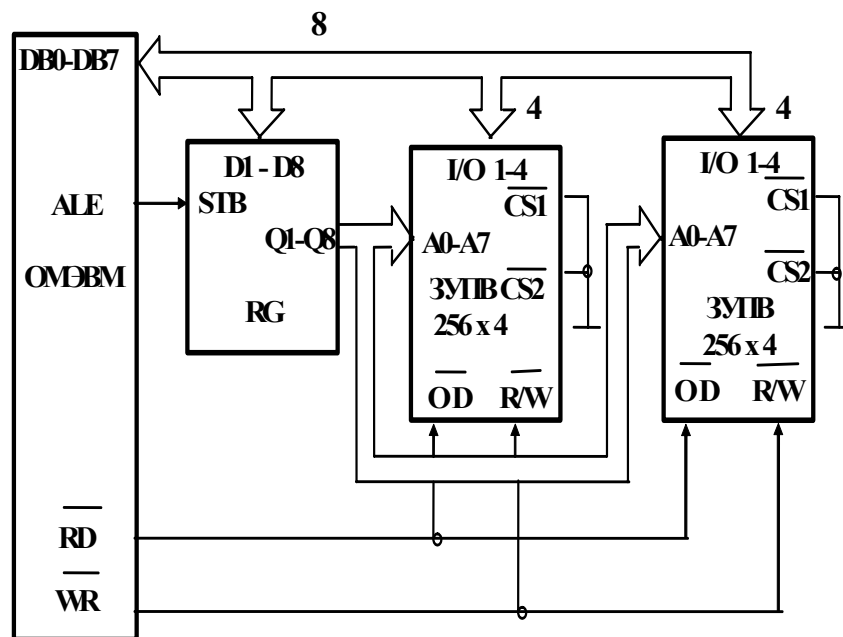 8
DB0-DB7
4
4
D1 - D8
I/O 1-4
I/O 1-4
STB
CS1
CS1
ALE
Q1-Q8
A0-A7
A0-A7
CS2
ОМЭВМ
ЗУПВ CS2
RG
256 x 4
ЗУПВ
256 x 4
OD R/W
OD R/W
RD
WR